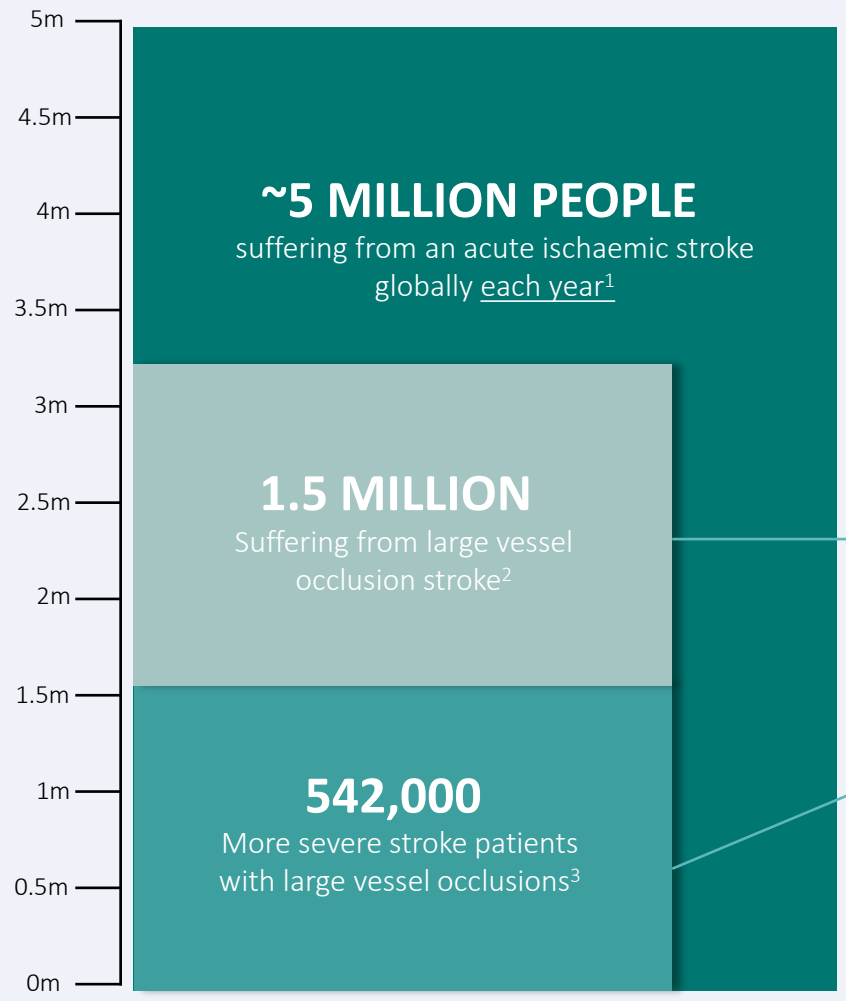 5m
4.5m
4m
3.5m
3m
2.5m
2m
1.5m
1m
0.5m
0m
~5 MILLION PEOPLE
suffering from an acute ischaemic stroke
globally each year¹
1.5 MILLION
Suffering from large vessel
occlusion stroke²
542,000
More severe stroke patients
with large vessel occlusions³